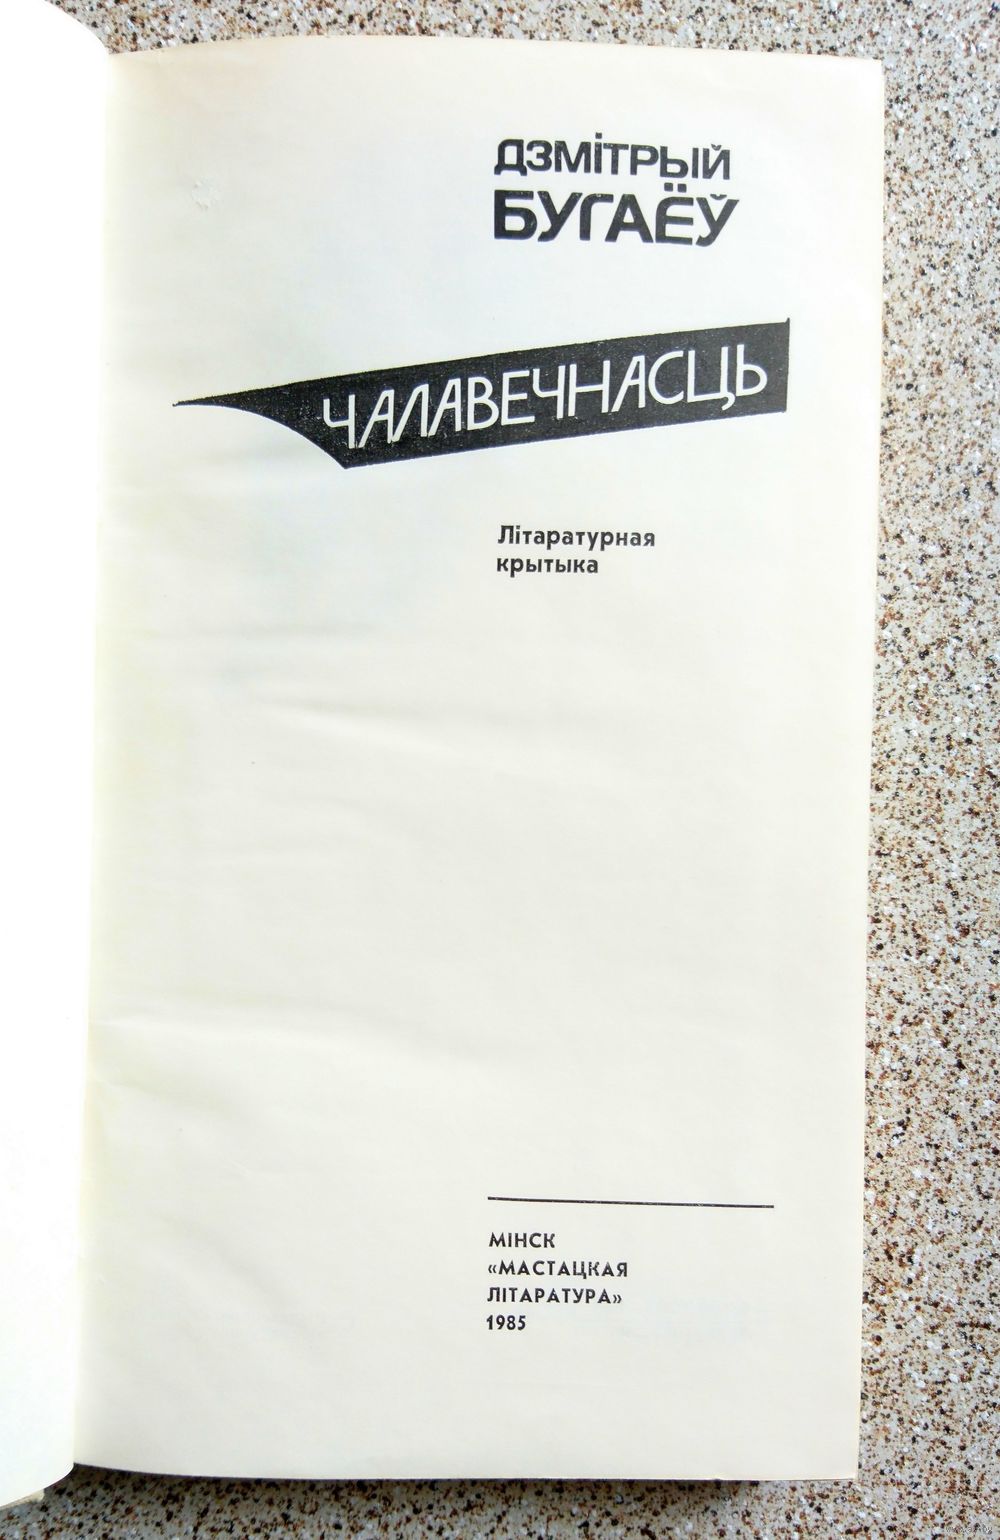 ДЗМІТРЫЙ
БУГАЁЎ
ЧАЛАВЕЧНАСЦЬ
Літаратурная
крытыка
МІНСК
«МАСТАЦКАЯ
ЛІТАРАТУРА»
1985